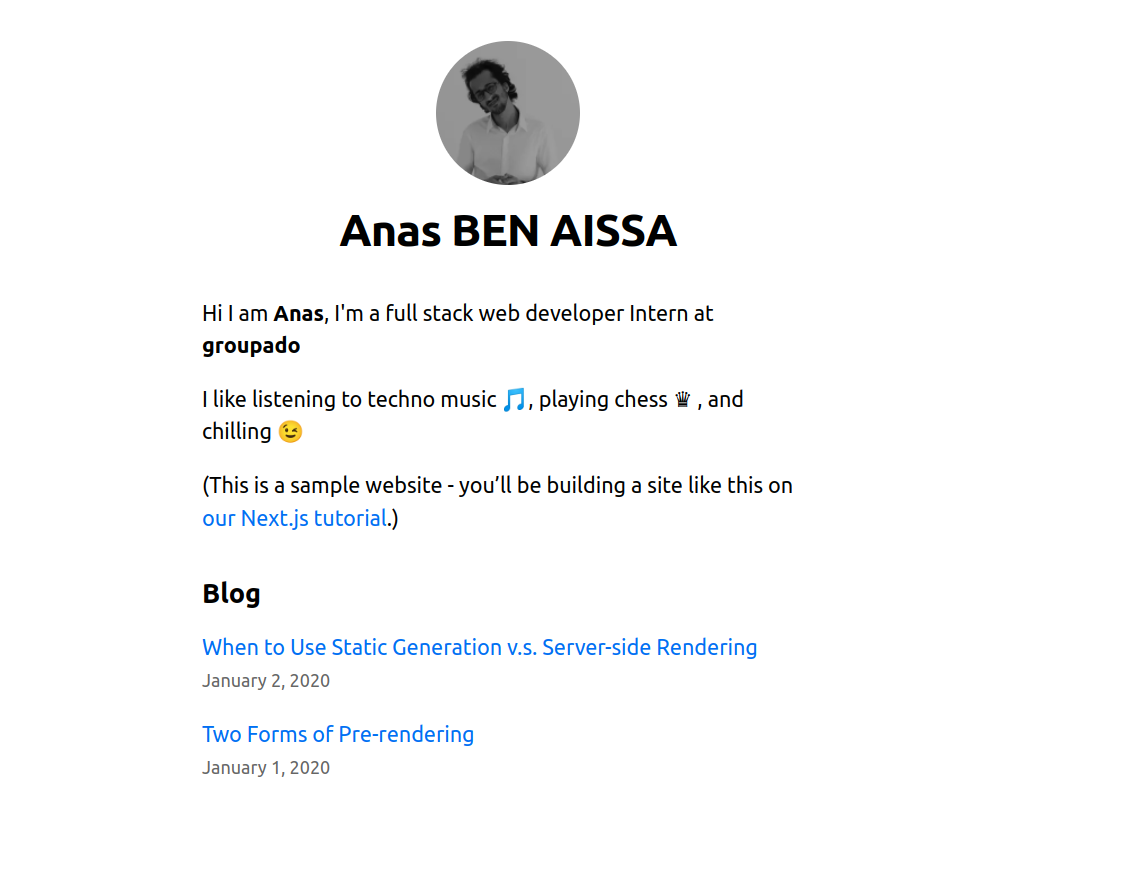 Anas BEN AISSA
Hi I am Anas, I'm a full stack web developer Intern at
groupado
I like listening to techno music 🎵, playing chess ♛ , and
chilling 😉
(This is a sample website - you’ll be building a site like this on
our Next.js tutorial.)
Blog
When to Use Static Generation v.s. Server-side Rendering
January 2, 2020
Two Forms of Pre-rendering
January 1, 2020